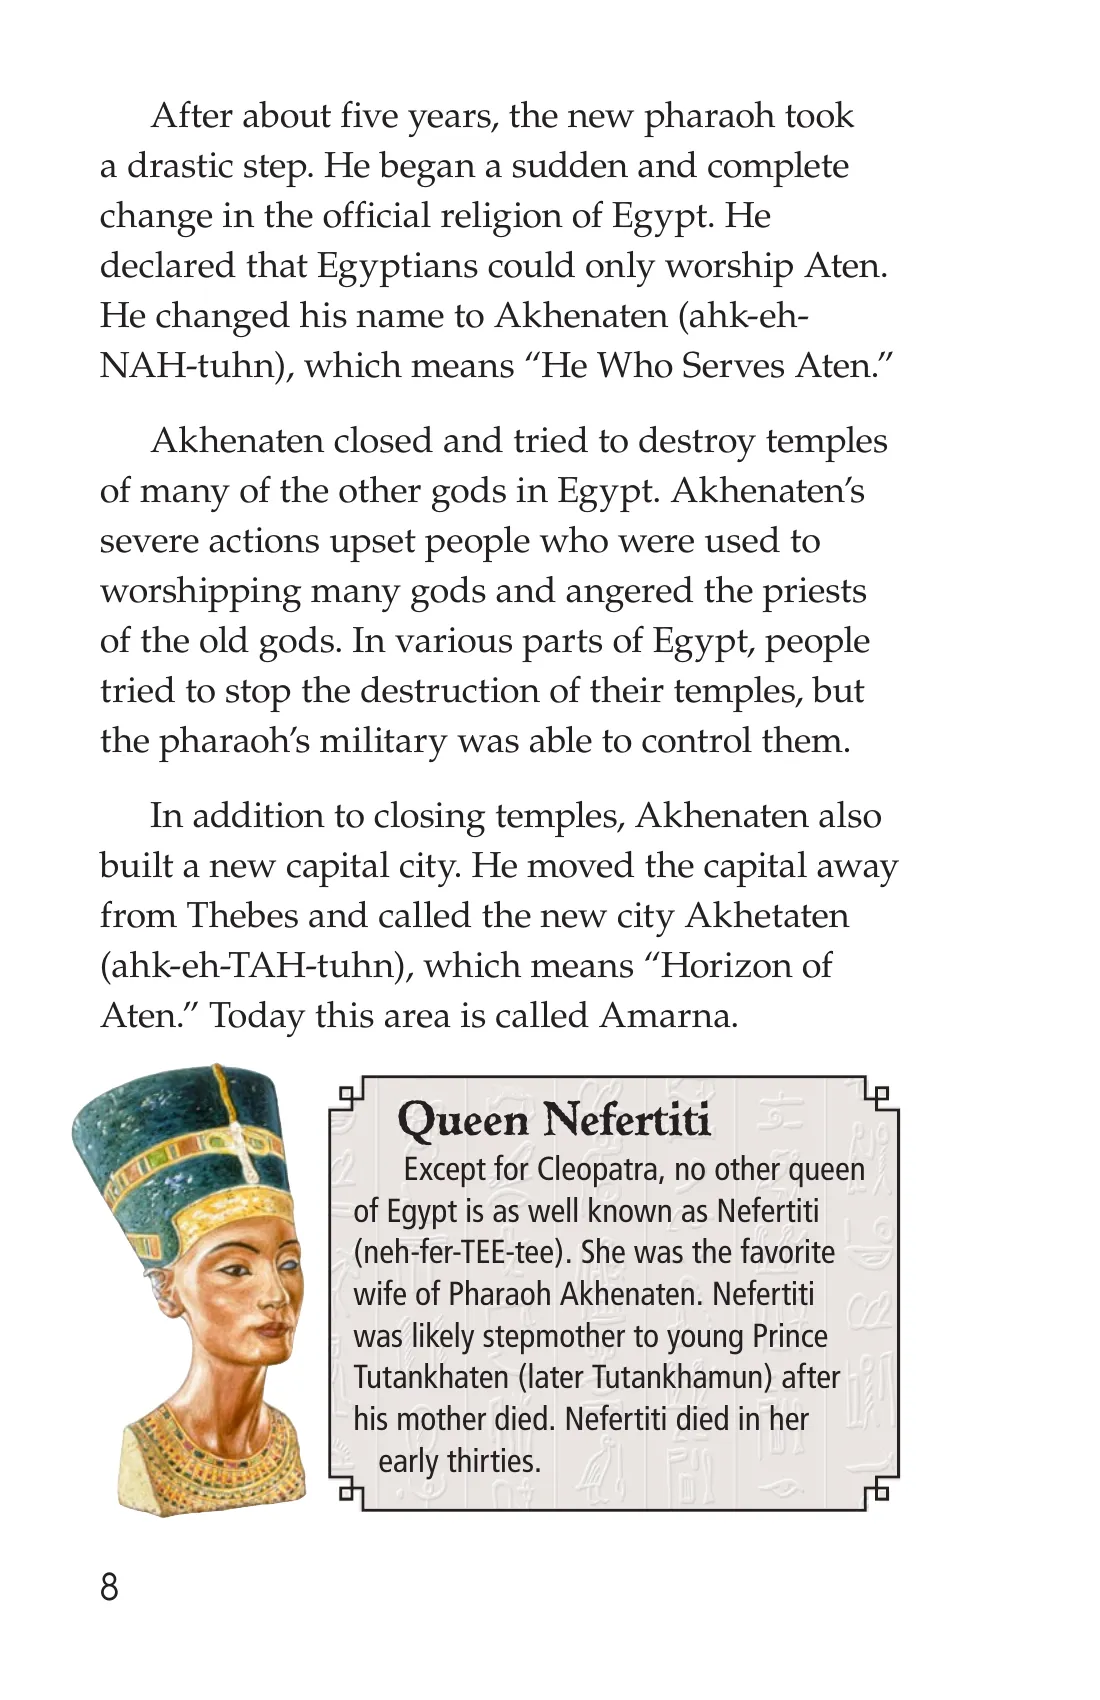 After about five years, the new pharaoh took
a drastic step. He began a sudden and complete
change in the official religion of Egypt. He
declared that Egyptians could only worship Aten.
He changed his name to Akhenaten (ahk-eh-
NAH-tuhn), which means “He Who Serves Aten.”
Akhenaten closed and tried to destroy temples
of many of the other gods in Egypt. Akhenaten’s
severe actions upset people who were used to
worshipping many gods and angered the priests
of the old gods. In various parts of Egypt, people
tried to stop the destruction of their temples, but
the pharaoh’s military was able to control them.
In addition to closing temples, Akhenaten also
built a new capital city. He moved the capital away
from Thebes and called the new city Akhetaten
(ahk-eh-TAH-tuhn), which means “Horizon of
Aten.” Today this area is called Amarna.
Queen Nefertiti
Except for Cleopatra, no other queen
of Egypt is as well known as Nefertiti
(neh-fer-TEE-tee). She was the favorite
wife of Pharaoh Akhenaten. Nefertiti
was likely stepmother to young Prince
Tutankhaten (later Tutankhamun) after
his mother died. Nefertiti died in her
early thirties.
8